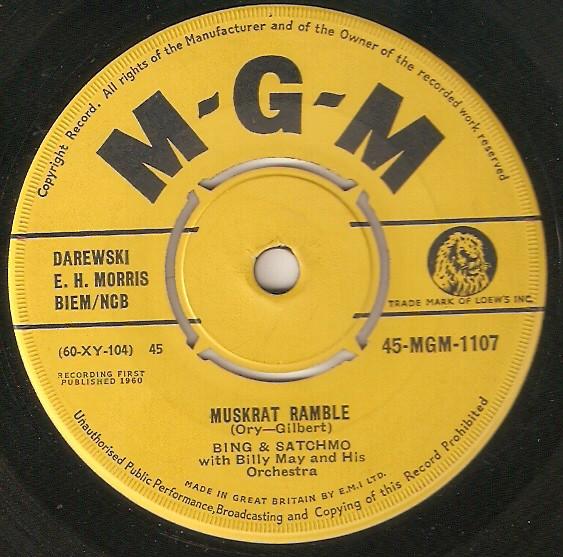 Copyright Record. All rights of the Manufacturer and of the Owner of the recorded work reserved
M-G-M
DAREWSKI
E. H. MORRIS
BIEM/NCB
TRADE MARK OF LOEW'S INC.
(60-XY-104) 45
45-MGM-1107
RECORDING FIRST
PUBLISHED 1960
MUSKRAT RAMBLE
(Ory—Gilbert)
BING & SATCHMO
with Billy May and His
Orchestra
MADE IN GREAT BRITAIN BY E.M.I LTD.
Unauthorised Public Performance, Broadcasting and Copying of this Record Prohibited